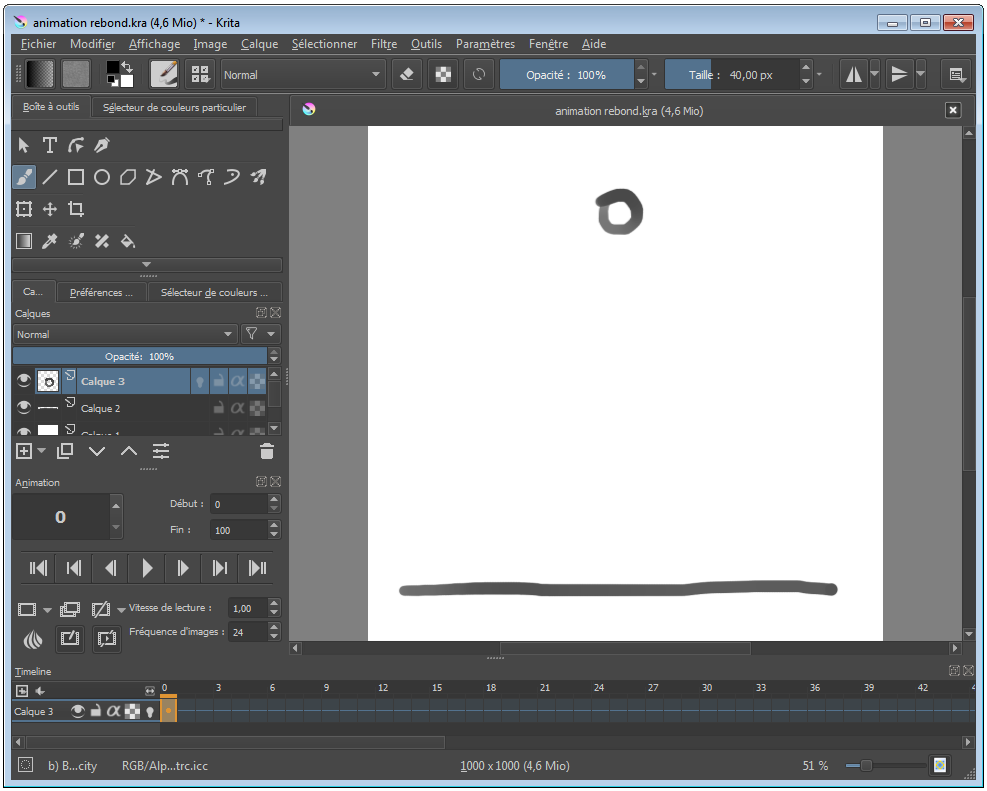 animation rebond.kra (4,6 Mio) * - Krita
Fichier Modifier Affichage Image Calque Sélectionner Filtre Outils Paramètres Fenêtre Aide
Normal Opacité : 100% Taille : 40,00 px
Boîte à outils Sélecteur de couleurs particulier
animation rebond.kra (4,6 Mio)
Ca... Préférences ... Sélecteur de couleurs ...
Calques
Normal
Opacité: 100%
Calque 3
Calque 2
Calque 1
Animation
0
Début : 0
Fin : 100
Vitesse de lecture : 1,00
Fréquence d'images : 24
Timeline
0 3 6 9 12 15 18 21 24 27 30 33 36 39 42 4
Calque 3
b) B...city RGB/Alp...trc.icc 1000 x 1000 (4,6 Mio) 51 %